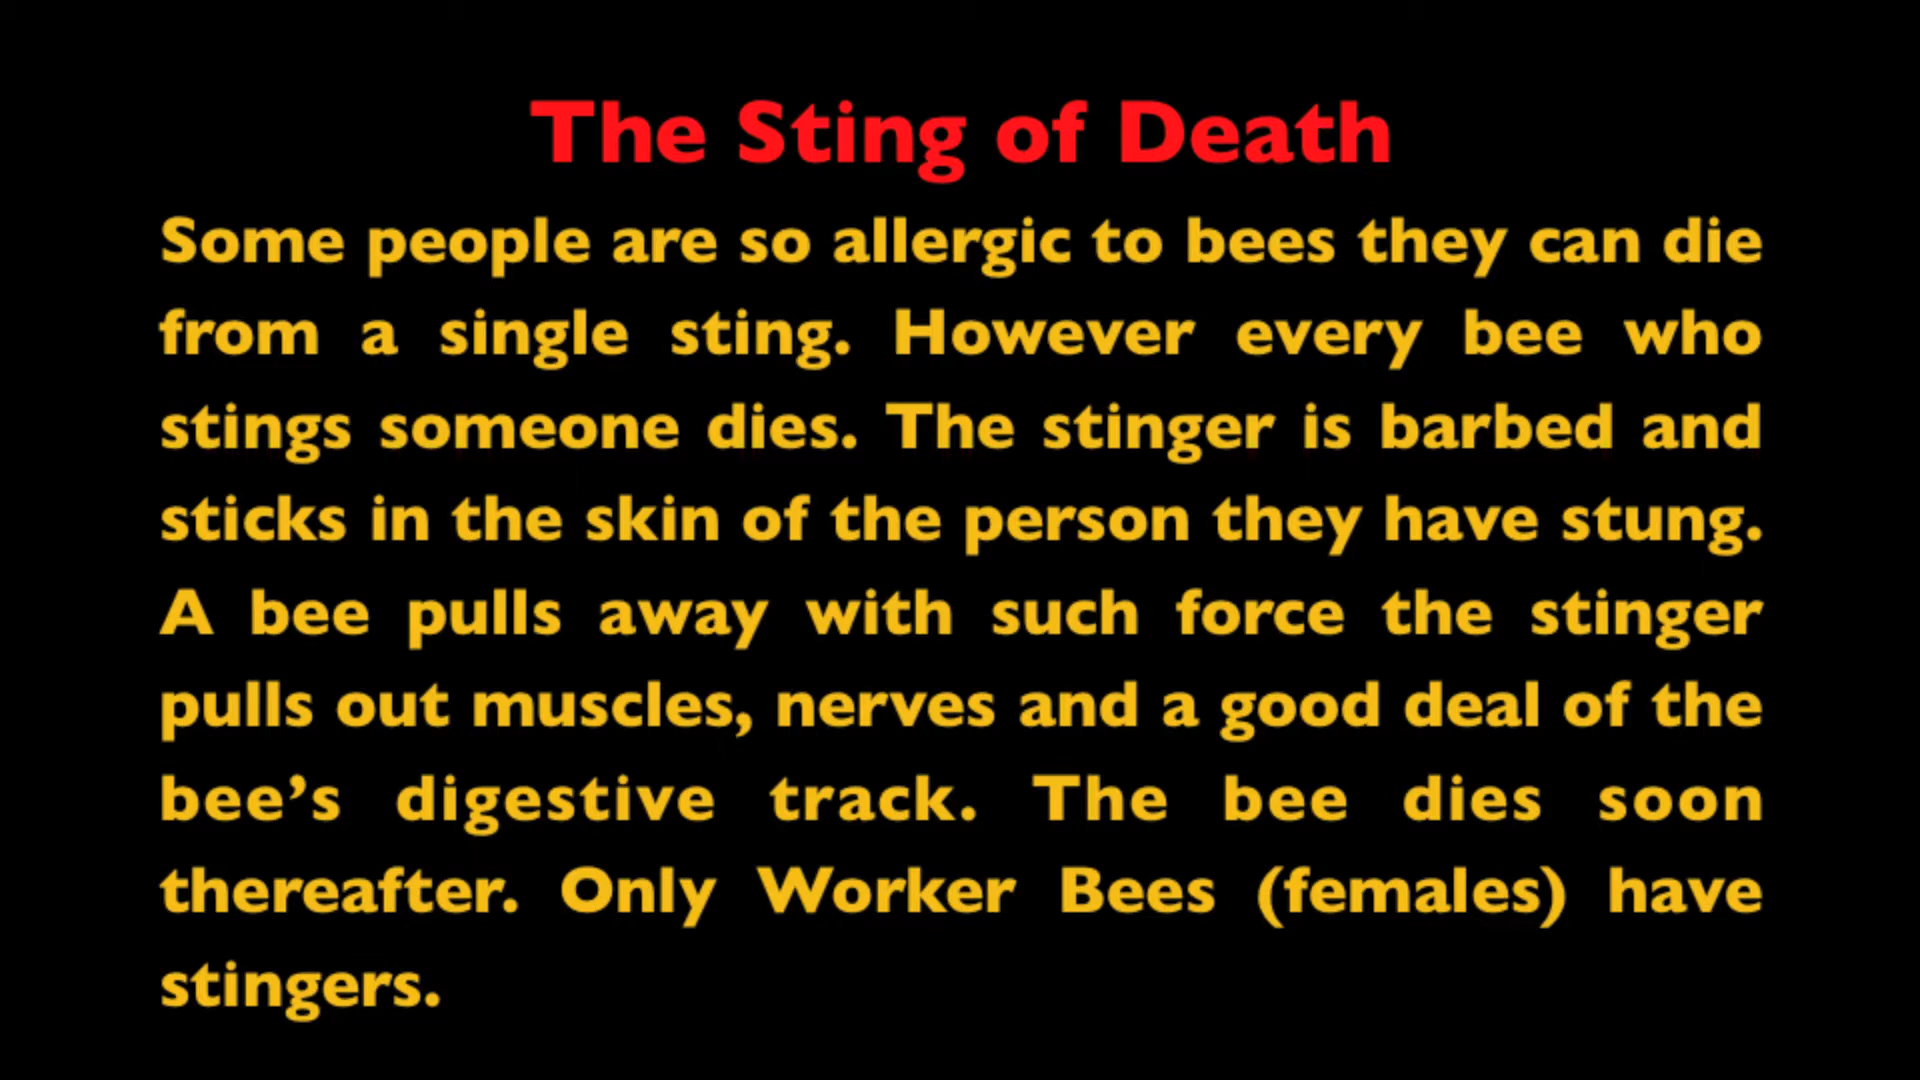 The Sting of Death
Some people are so allergic to bees they can die
from a single sting. However every bee who
stings someone dies. The stinger is barbed and
sticks in the skin of the person they have stung.
A bee pulls away with such force the stinger
pulls out muscles, nerves and a good deal of the
bee’s digestive track. The bee dies soon
thereafter. Only Worker Bees (females) have
stingers.